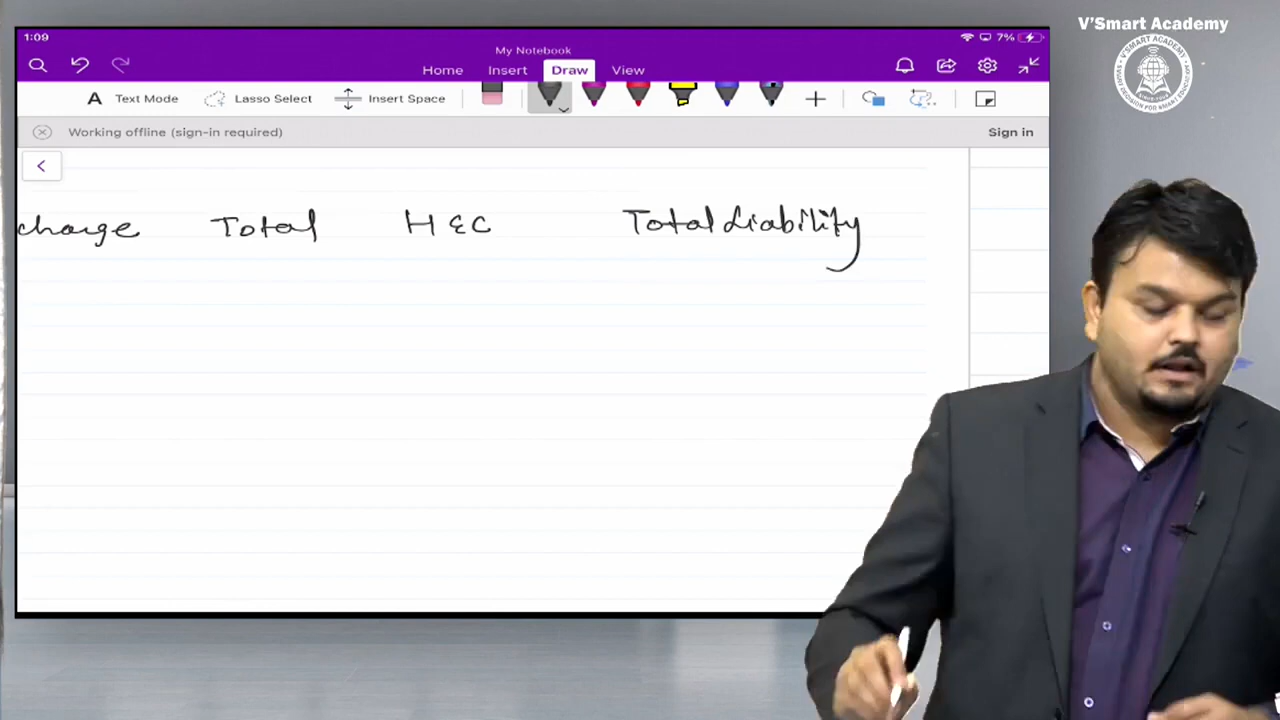 V'Smart Academy
1:09
7%
My Notebook
Home Insert Draw View
A Text Mode Lasso Select Insert Space
Working offline (sign-in required) Sign in
charge Total H&C Total Liability